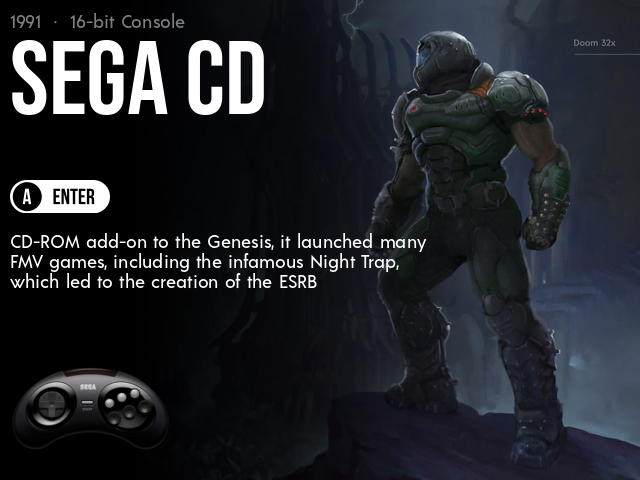 1991 · 16-bit Console
SEGA CD
Doom 32x
A ENTER
CD-ROM add-on to the Genesis, it launched many
FMV games, including the infamous Night Trap,
which led to the creation of the ESRB
SEGA